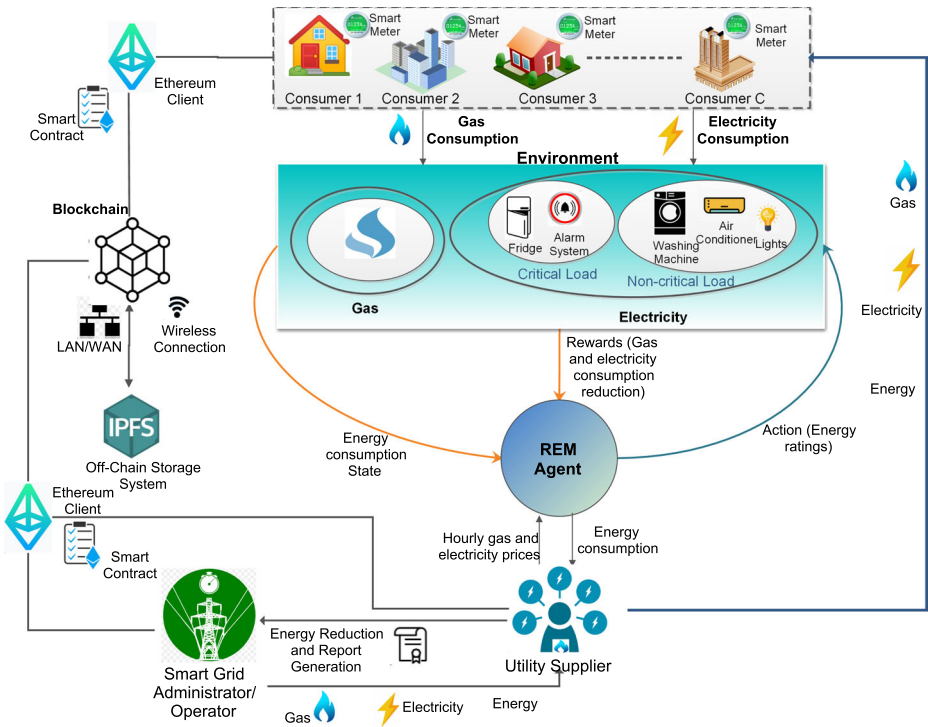 Smart
Meter
Smart
Meter
Smart
Meter
Smart
Meter
Consumer 1
Consumer 2
Consumer 3
Consumer C
Ethereum
Client
Smart
Contract
Gas
Consumption
Electricity
Consumption
Environment
Gas
Electricity
Energy
Blockchain
Fridge
Alarm
System
Critical Load
Washing
Machine
Air
Conditioner
Lights
Non-critical Load
Gas
Electricity
LAN/WAN
Wireless
Connection
IPFS
Off-Chain Storage
System
Rewards (Gas
and electricity
consumption
reduction)
Energy
consumption
State
REM
Agent
Action (Energy
ratings)
Ethereum
Client
Smart
Contract
Hourly gas and
electricity prices
Energy
consumption
Energy Reduction
and Report
Generation
Utility Supplier
Smart Grid
Administrator/
Operator
Gas
Electricity
Energy